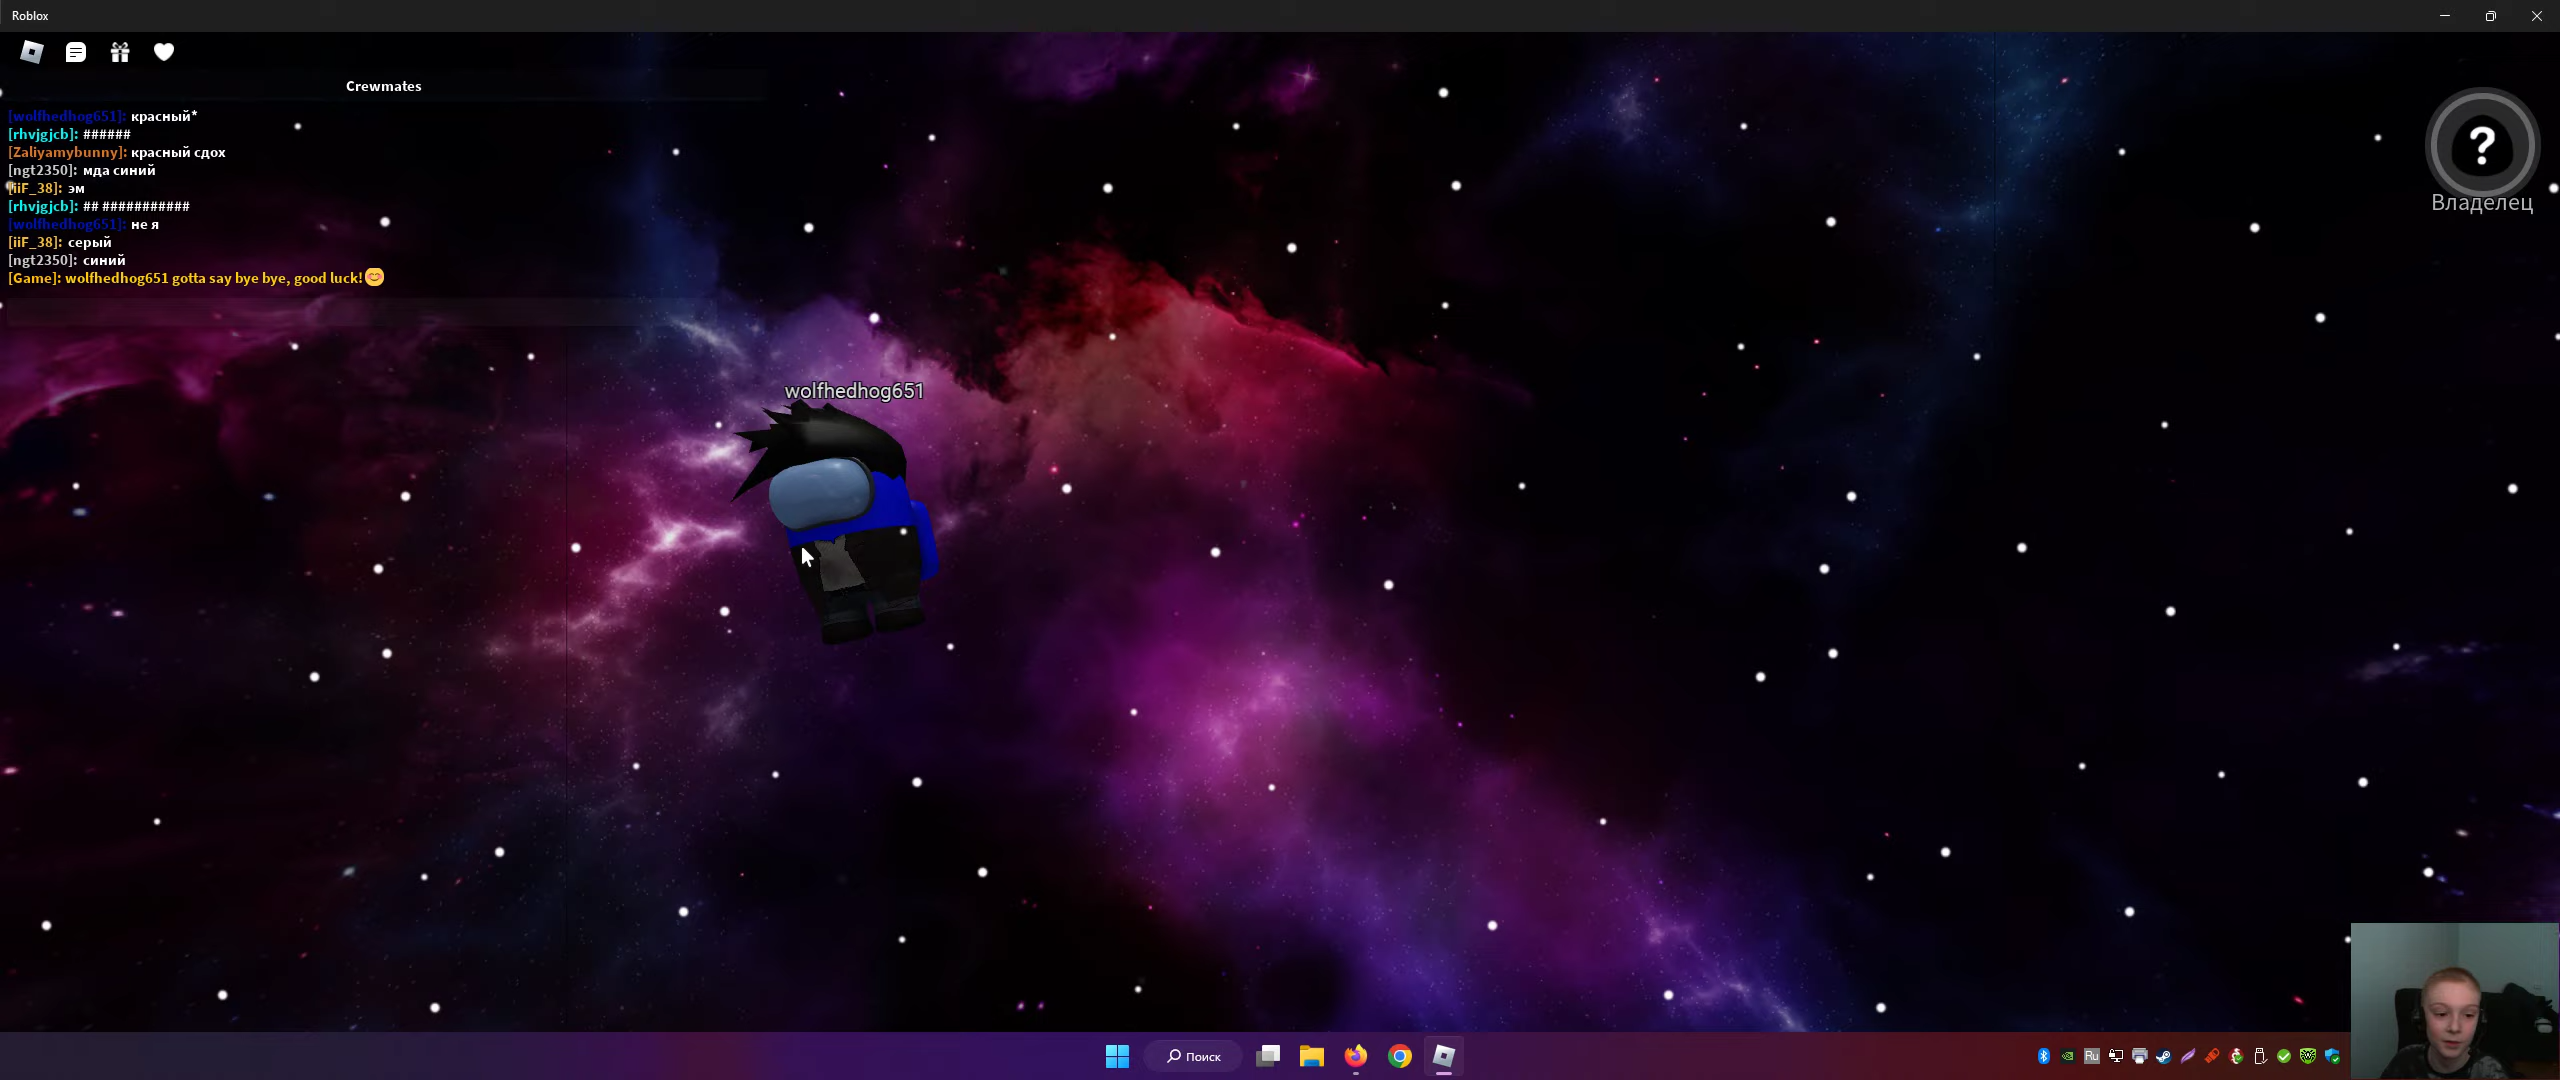 Roblox
Crewmates
[wolfhedhog651]: красный*
[rhvjgjcb]: ######
[Zaliyamybunny]: красный сдох
[ngt2350]: мда синий
[iiF_38]: эм
[rhvjgjcb]: ## ###########
[wolfhedhog651]: не я
[iiF_38]: серый
[ngt2350]: синий
[Game]: wolfhedhog651 gotta say bye bye, good luck!😊
?
Владелец
wolfhedhog651
Поиск
Ru